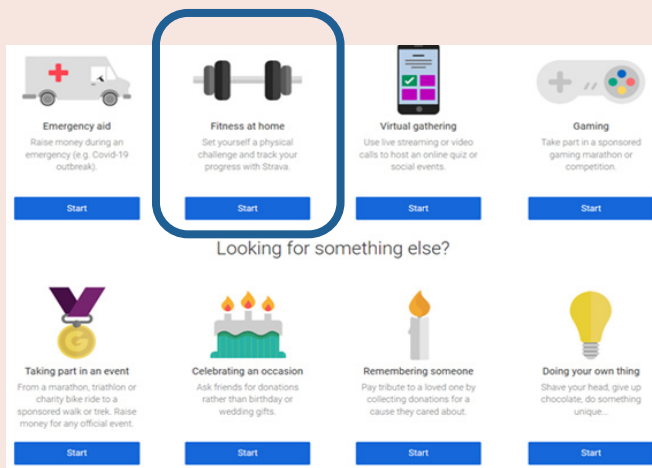 Emergency aid
Raise money during an
emergency (e.g. Covid-19
outbreak).
Start
Fitness at home
Set yourself a physical
challenge and track your
progress with Strava.
Start
Virtual gathering
Use live streaming or video
calls to host an online quiz or
social events.
Start
Gaming
Take part in a sponsored
gaming marathon or
competition.
Start
Looking for something else?
Taking part in an event
From a marathon, triathlon or
charity bike ride to a
sponsored walk or trek. Raise
money for any official event.
Start
Celebrating an occasion
Ask friends for donations
rather than birthday or
wedding gifts.
Start
Remembering someone
Pay tribute to a loved one by
collecting donations for a
cause they cared about.
Start
Doing your own thing
Shave your head, give up
chocolate, do something
unique...
Start